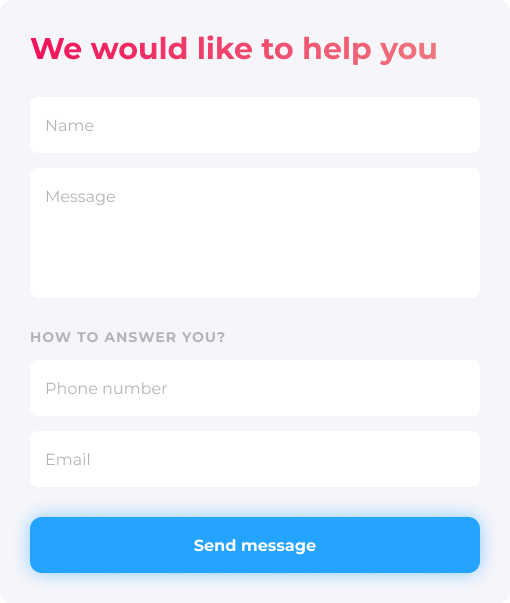 We would like to help you
Name
Message
HOW TO ANSWER YOU?
Phone number
Email
Send message